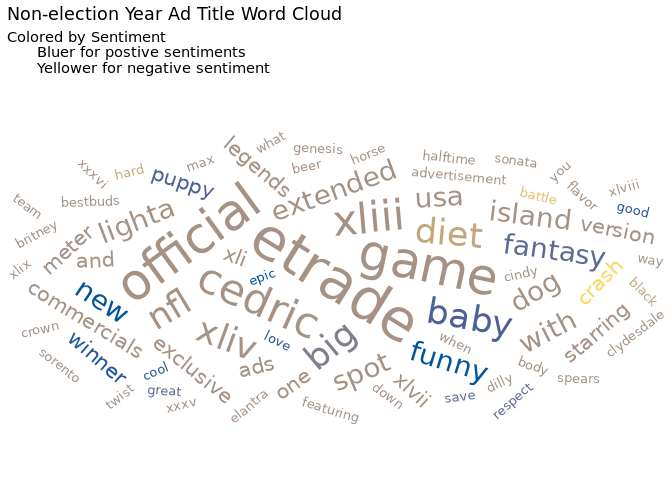 Non-election Year Ad Title Word Cloud
Colored by Sentiment
Bluer for postive sentiments
Yellower for negative sentiment
what
genesis
horse
halftime
sonata
you
xxxvi
hard
max
legends
beer
advertisement
flavor
xlviii
team
bestbuds
puppy
extended
usa
battle
good
britney
lighta
official
xliii
diet
island
version
xlix
meter
and
xli
etrade
game
fantasy
way
epic
cindy
crash
black
new
nfl
cedric
baby
dog
commercials
crown
xliv
love
big
when
with
starring
clydesdale
winner
exclusive
funny
sorento
cool
ads
spot
body
spears
great
one
xlvii
dilly
twist
xxxv
elantra
featuring
down
save
respect